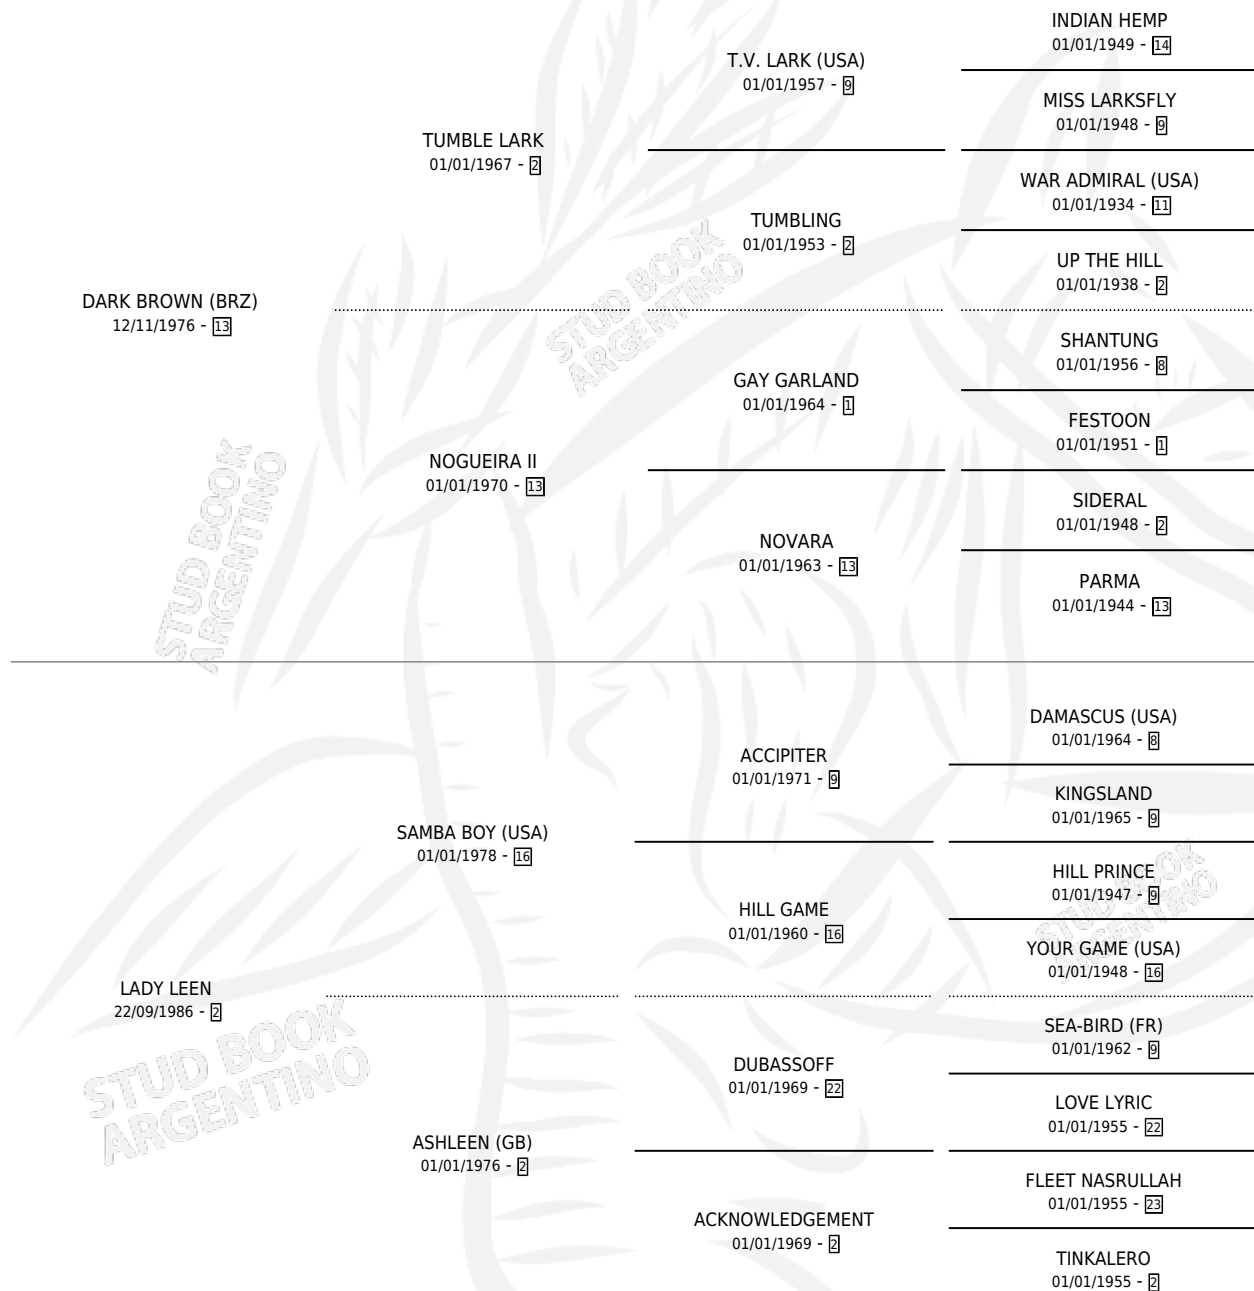 INDIAN HEMP
01/01/1949 - 14
T.V. LARK (USA)
01/01/1957 - 9
MISS LARKSFLY
01/01/1948 - 9
TUMBLE LARK
01/01/1967 - 2
WAR ADMIRAL (USA)
01/01/1934 - 11
TUMBLING
01/01/1953 - 2
UP THE HILL
01/01/1938 - 2
DARK BROWN (BRZ)
12/11/1976 - 13
SHANTUNG
01/01/1956 - 8
GAY GARLAND
01/01/1964 - 1
FESTOON
01/01/1951 - 1
NOGUEIRA II
01/01/1970 - 13
SIDERAL
01/01/1948 - 2
NOVARA
01/01/1963 - 13
PARMA
01/01/1944 - 13
DAMASCUS (USA)
01/01/1964 - 8
ACCIPITER
01/01/1971 - 9
KINGSLAND
01/01/1965 - 9
SAMBA BOY (USA)
01/01/1978 - 16
HILL PRINCE
01/01/1947 - 9
HILL GAME
01/01/1960 - 16
YOUR GAME (USA)
01/01/1948 - 16
LADY LEEN
22/09/1986 - 2
SEA-BIRD (FR)
01/01/1962 - 9
DUBASSOFF
01/01/1969 - 22
LOVE LYRIC
01/01/1955 - 22
ASHLEEN (GB)
01/01/1976 - 2
FLEET NASRULLAH
01/01/1955 - 23
ACKNOWLEDGEMENT
01/01/1969 - 2
TINKALERO
01/01/1955 - 2
STUD BOOK
ARGENTINO
STUD BOOK
ARGENTINO
STUD BOOK
ARGENTINO
STUD BOOK
ARGENTINO